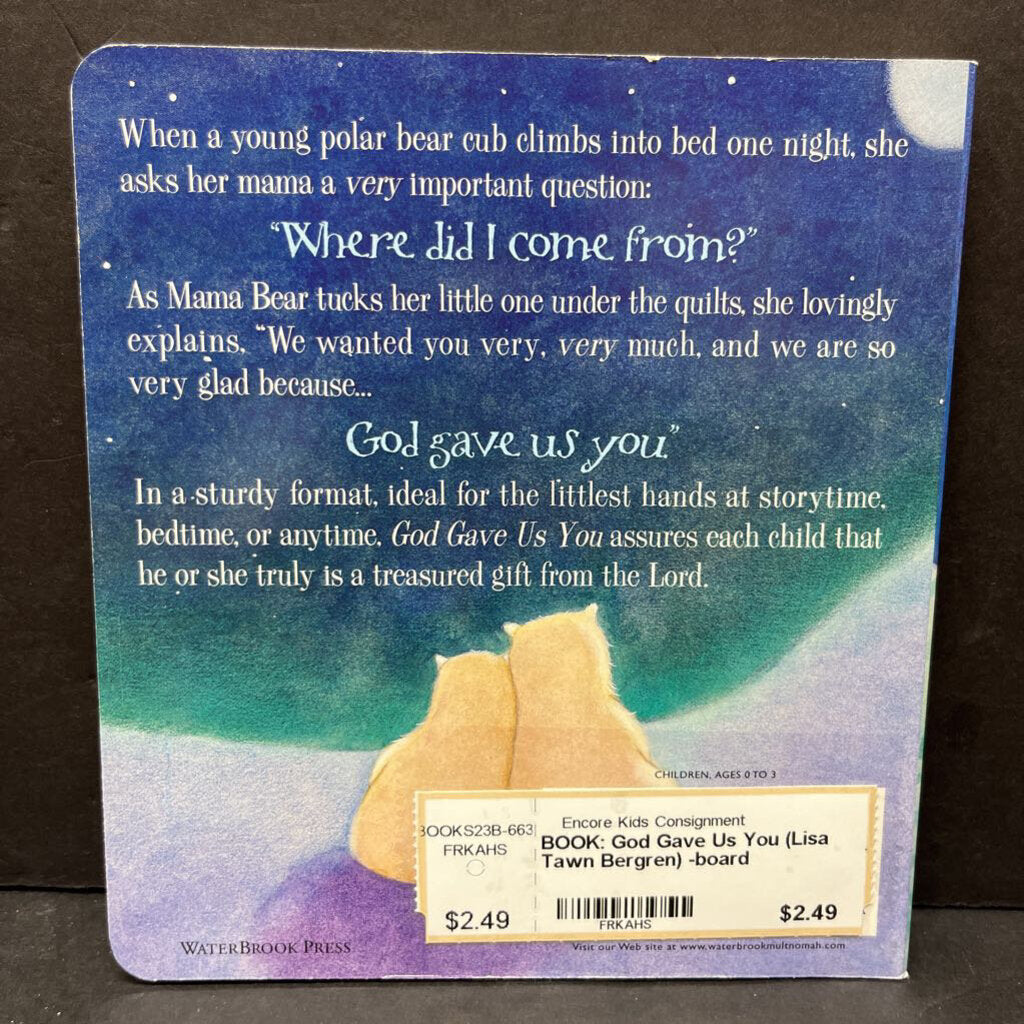 When a young polar bear cub climbs into bed one night, she
asks her mama a very important question:
"Where did I come from?"
As Mama Bear tucks her little one under the quilts, she lovingly
explains, "We wanted you very, very much, and we are so
very glad because...
God gave us you."
In a sturdy format, ideal for the littlest hands at storytime,
bedtime, or anytime, God Gave Us You assures each child that
he or she truly is a treasured gift from the Lord.
CHILDREN, AGES 0 TO 3
BOOKS23B-663
FRKAHS
$2.49
Encore Kids Consignment
BOOK: God Gave Us You (Lisa
Tawn Bergren) -board
FRKAHS
$2.49
WATERBROOK PRESS
Visit our Web site at www.waterbrookmultnomah.com